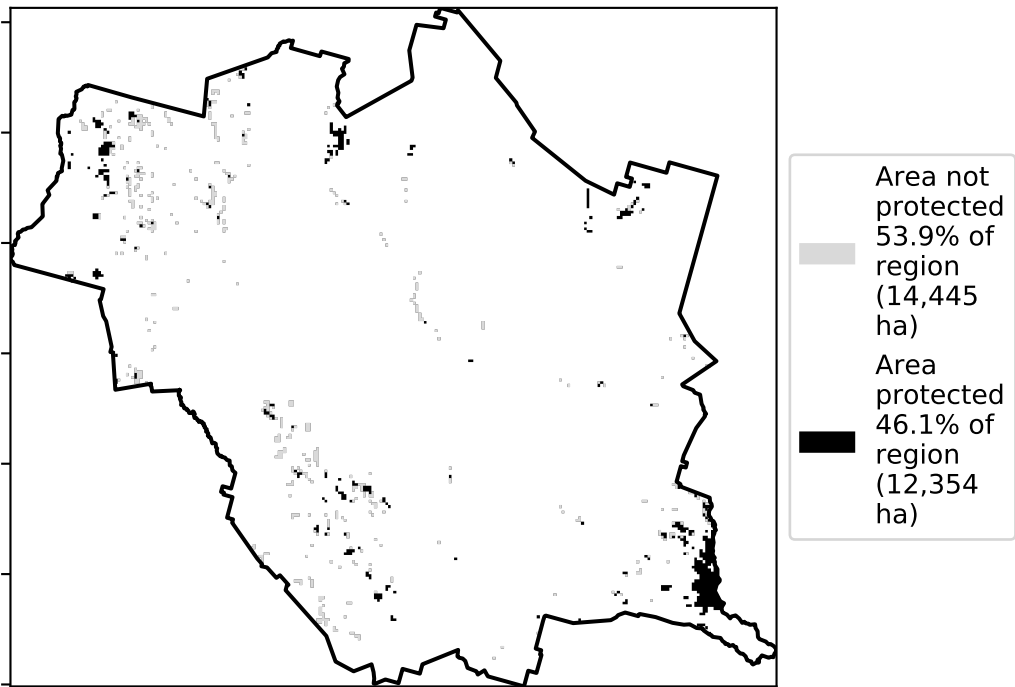 Area not
protected
53.9% of
region
(14,445
ha)
Area
protected
46.1% of
region
(12,354
ha)